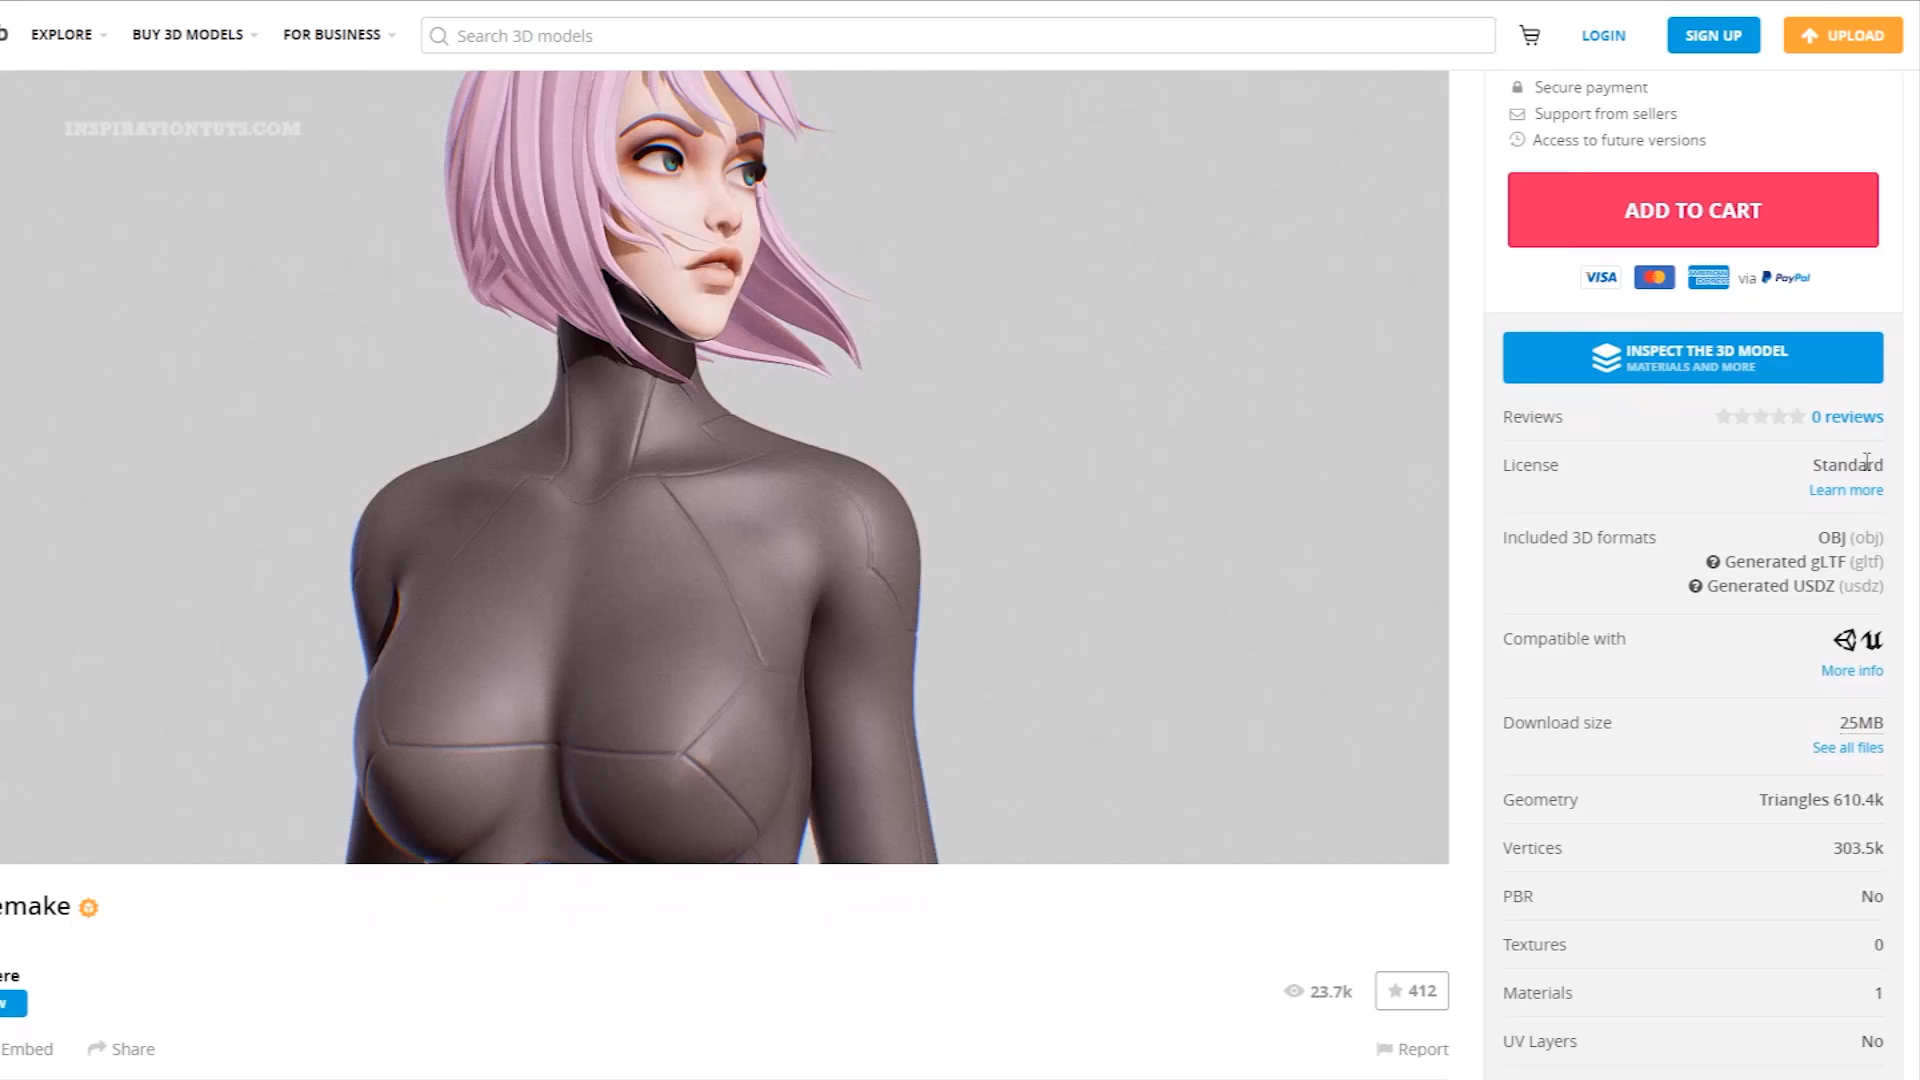 EXPLORE
BUY 3D MODELS
FOR BUSINESS
Search 3D models
LOGIN
SIGN UP
UPLOAD
INSPIRATIONTUTS.COM
Secure payment
Support from sellers
Access to future versions
ADD TO CART
VISA
AMERICAN EXPRESS
via PayPal
INSPECT THE 3D MODEL
MATERIALS AND MORE
Reviews 0 reviews
License Standard
Learn more
Included 3D formats OBJ (obj)
Generated gLTF (gltf)
Generated USDZ (usdz)
Compatible with
More info
Download size 25MB
See all files
Geometry Triangles 610.4k
Vertices 303.5k
PBR No
Textures 0
Materials 1
UV Layers No
emake
ere
w
23.7k
412
Embed
Share
Report